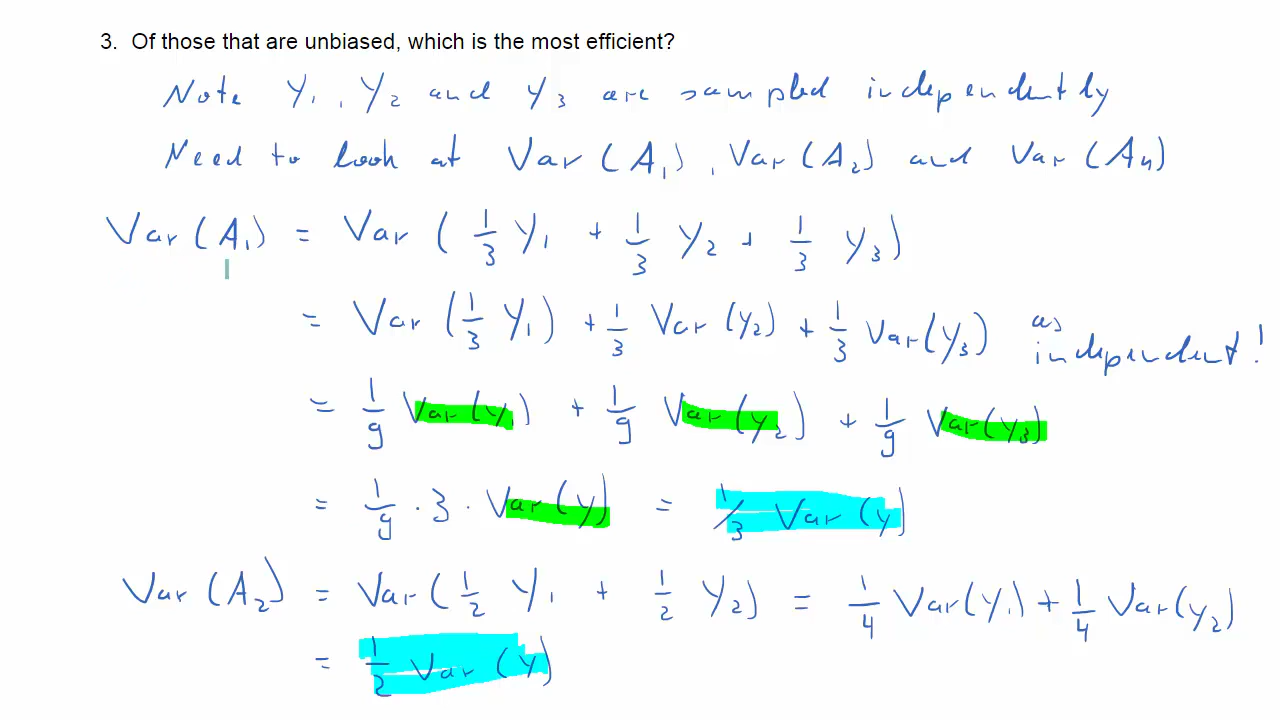 3. Of those that are unbiased, which is the most efficient?
Note Y₁, Y₂ and Y₃ are sampled independently
Need to look at Var(A₁), Var(A₂) and Var(A₄)
Var(A₁) = Var(1/3 Y₁ + 1/3 Y₂ + 1/3 Y₃)
= Var(1/3 Y₁) + 1/3 Var(Y₂) + 1/3 Var(Y₃) as independent!
= 1/9 Var(Y₁) + 1/9 Var(Y₂) + 1/9 Var(Y₃)
= 1/9 · 3 · Var(Y) = 1/3 Var(Y)
Var(A₂) = Var(1/2 Y₁ + 1/2 Y₂) = 1/4 Var(Y₁) + 1/4 Var(Y₂)
= 1/2 Var(Y)